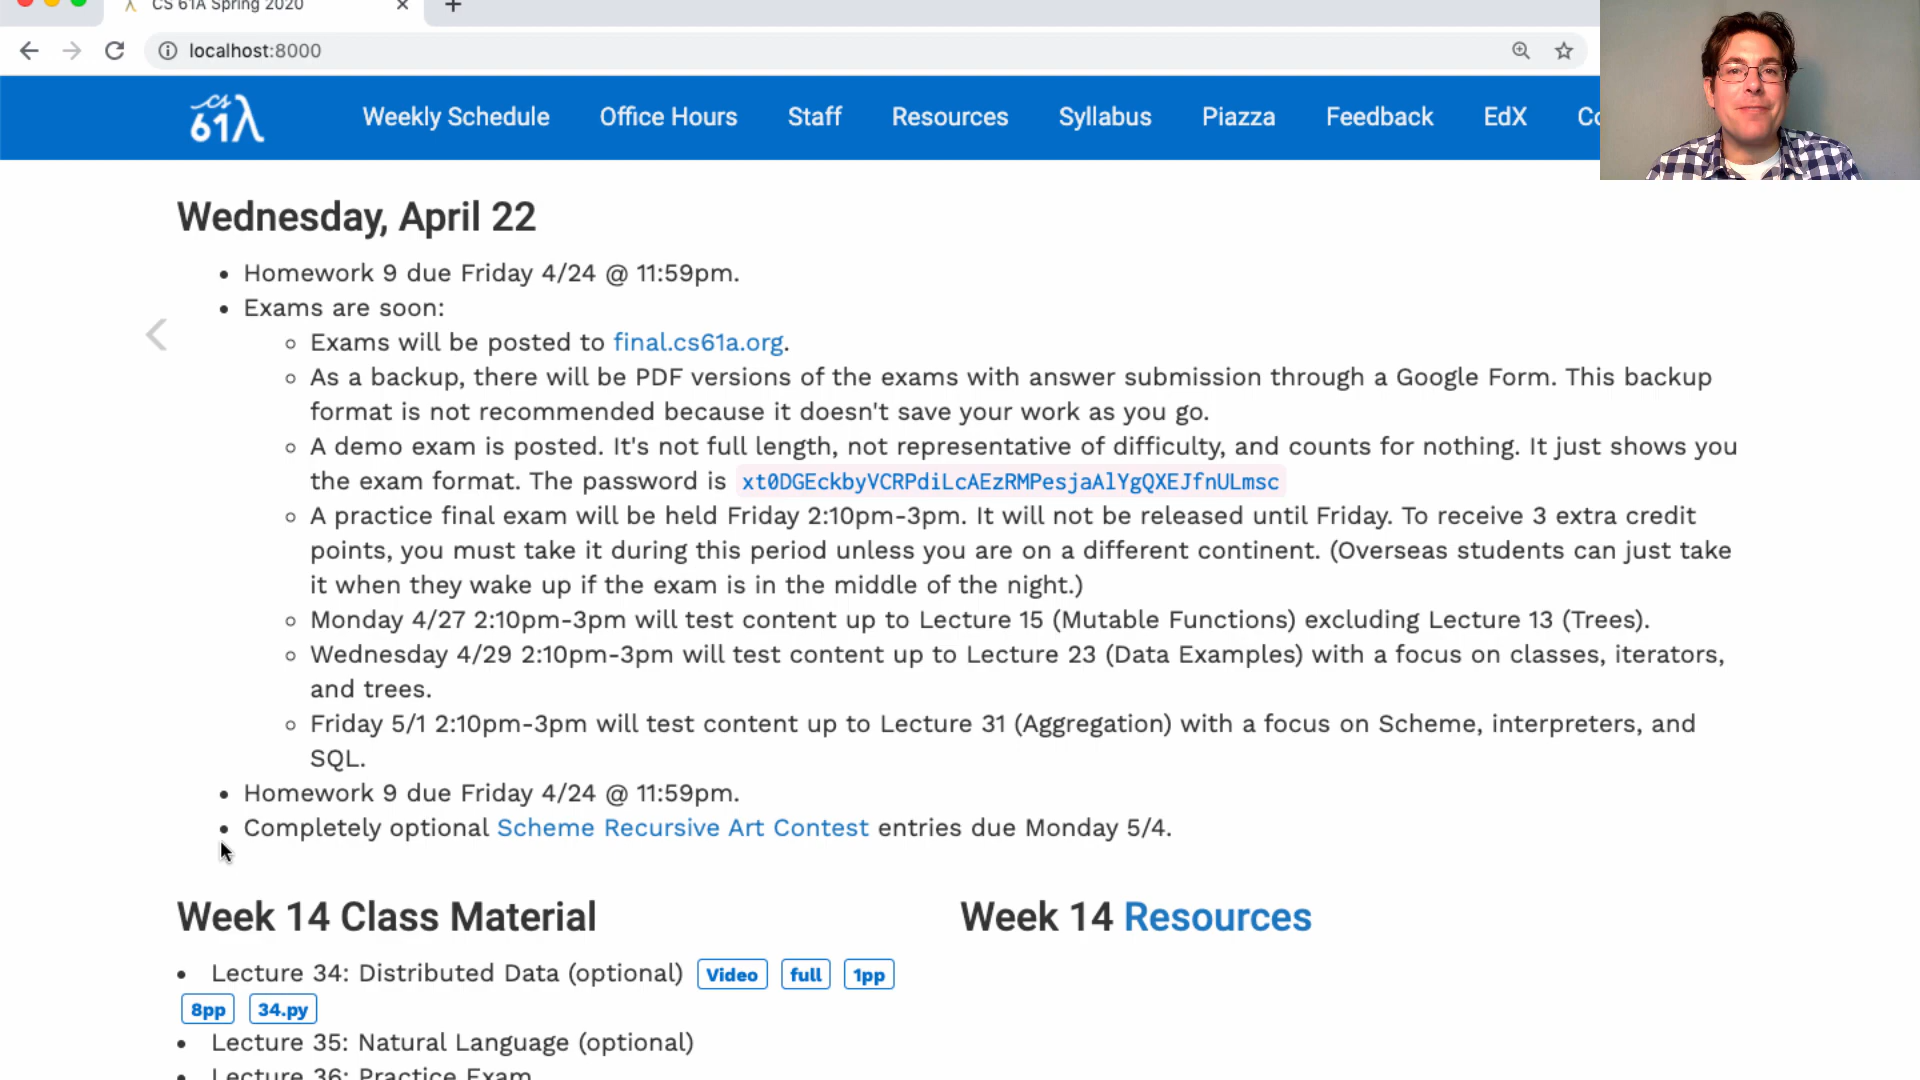 CS 61A Spring 2020
localhost:8000
cs 61λ
Weekly Schedule Office Hours Staff Resources Syllabus Piazza Feedback EdX
Wednesday, April 22
• Homework 9 due Friday 4/24 @ 11:59pm.
• Exams are soon:
Exams will be posted to final.cs61a.org.
As a backup, there will be PDF versions of the exams with answer submission through a Google Form. This backup
format is not recommended because it doesn't save your work as you go.
A demo exam is posted. It's not full length, not representative of difficulty, and counts for nothing. It just shows you
the exam format. The password is xt0DGEckbyVCRPdiLcAEzRMPesjaAlYgQXEJfnULmsc
A practice final exam will be held Friday 2:10pm-3pm. It will not be released until Friday. To receive 3 extra credit
points, you must take it during this period unless you are on a different continent. (Overseas students can just take
it when they wake up if the exam is in the middle of the night.)
Monday 4/27 2:10pm-3pm will test content up to Lecture 15 (Mutable Functions) excluding Lecture 13 (Trees).
Wednesday 4/29 2:10pm-3pm will test content up to Lecture 23 (Data Examples) with a focus on classes, iterators,
and trees.
Friday 5/1 2:10pm-3pm will test content up to Lecture 31 (Aggregation) with a focus on Scheme, interpreters, and
SQL.
• Homework 9 due Friday 4/24 @ 11:59pm.
• Completely optional Scheme Recursive Art Contest entries due Monday 5/4.
Week 14 Class Material
• Lecture 34: Distributed Data (optional) Video full 1pp
8pp 34.py
• Lecture 35: Natural Language (optional)
• Lecture 36: Practice Exam
Week 14 Resources